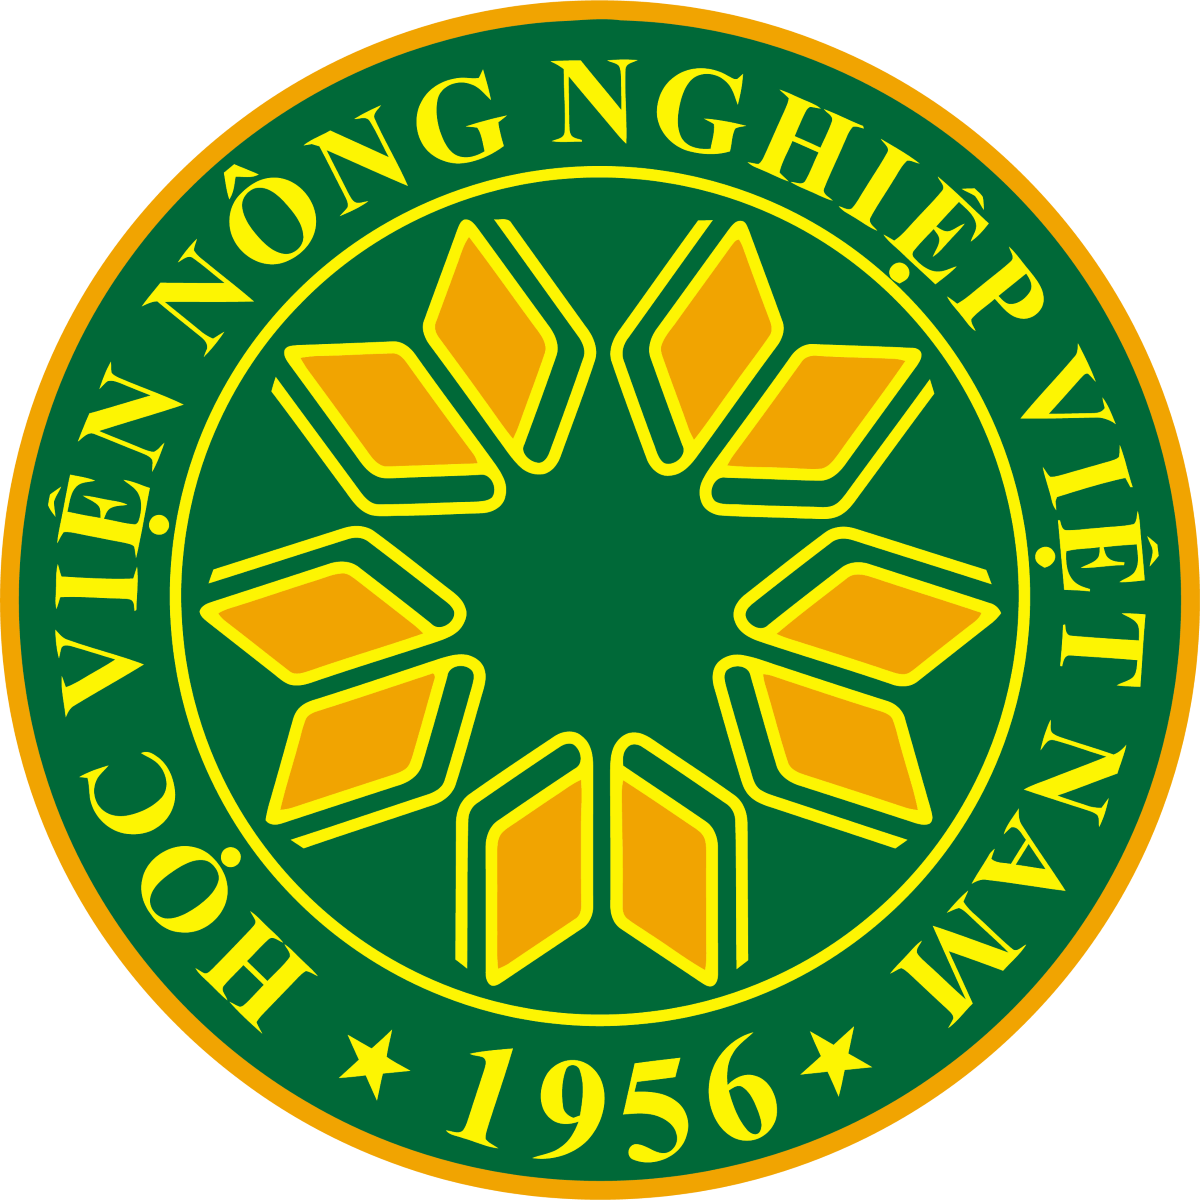 HỌC VIỆN NÔNG NGHIỆP VIỆT NAM
★ 1956 ★